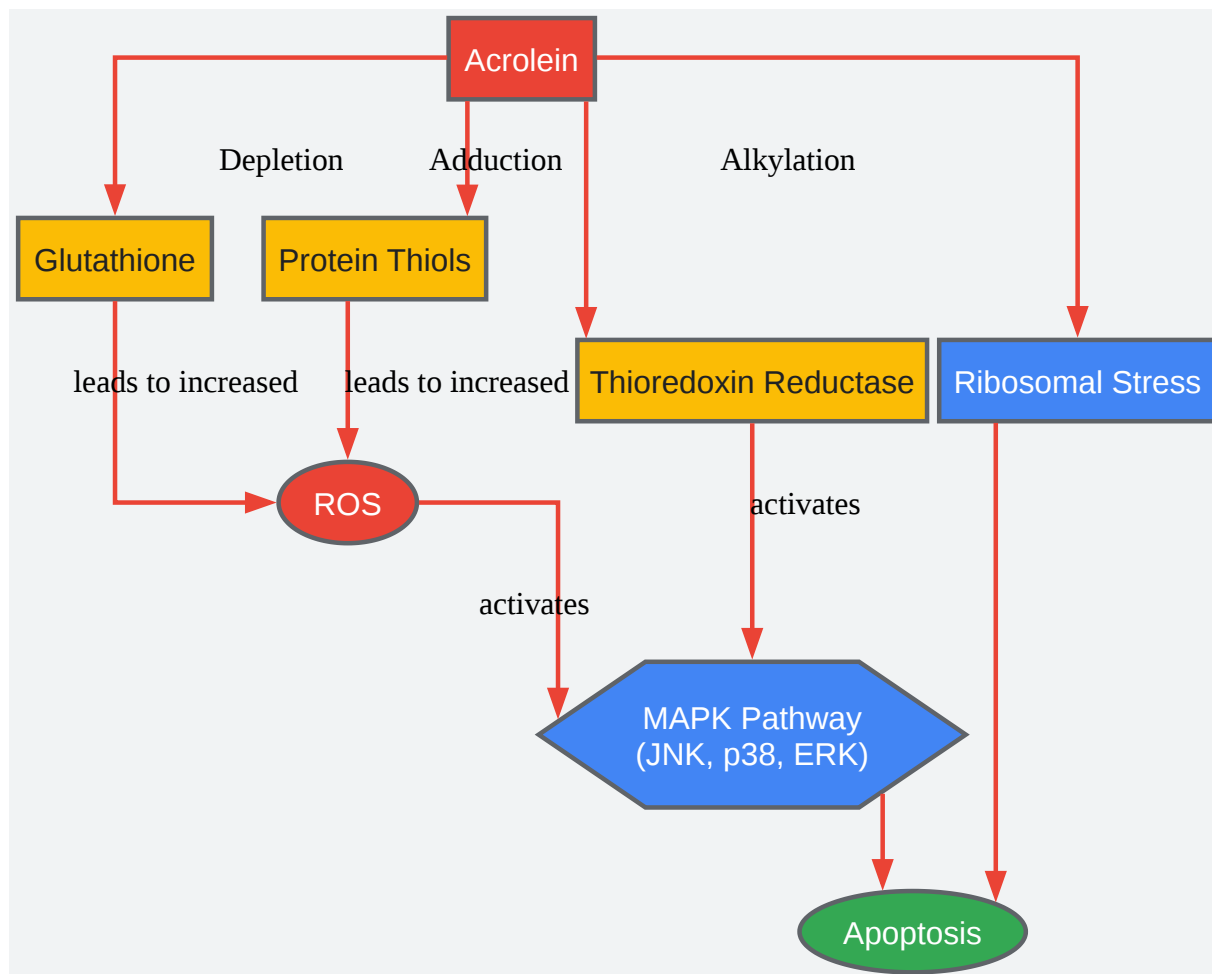 Acrolein
Depletion
Adduction
Alkylation
Glutathione
Protein Thiols
leads to increased
leads to increased
Thioredoxin Reductase
Ribosomal Stress
ROS
activates
activates
MAPK Pathway
(JNK, p38, ERK)
Apoptosis